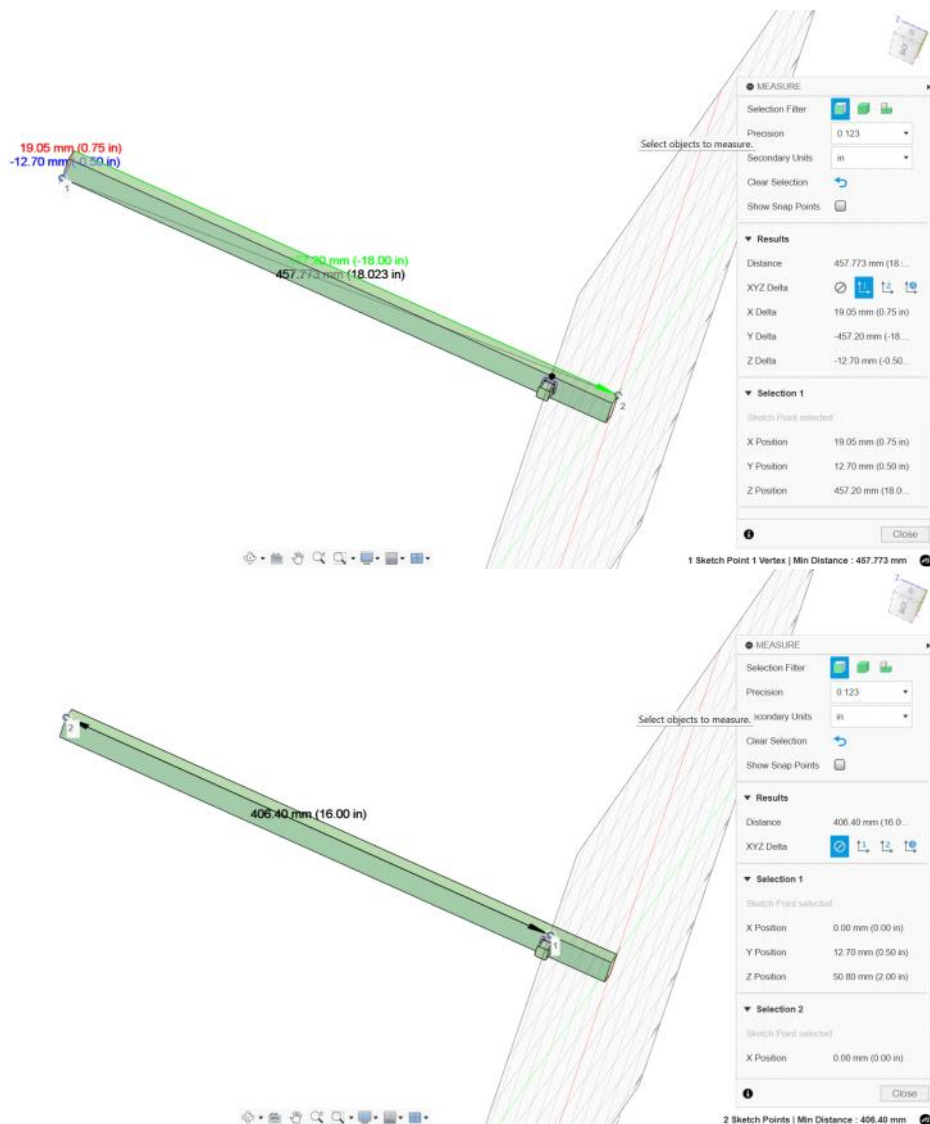 MEASURE
Selection Filter
Select objects to measure.
Precision 0.123
Secondary Units in
Clear Selection
Show Snap Points
19.05 mm (0.75 in)
-12.70 mm
1
(-18.00 in)
457.773 mm (18.023 in)
2
Results
Distance 457.773 mm (18....
XYZ Delta
X Delta 19.05 mm (0.75 in)
Y Delta -457.20 mm (-18....
Z Delta -12.70 mm (-0.50...
Selection 1
Sketch Point selected
X Position 19.05 mm (0.75 in)
Y Position 12.70 mm (0.50 in)
Z Position 457.20 mm (18.0...
Close
1 Sketch Point 1 Vertex | Min Distance : 457.773 mm
MEASURE
Selection Filter
Precision 0.123
Select objects to measure.
Units in
Clear Selection
Show Snap Points
2
406.40 mm (16.00 in)
1
Results
Distance 406.40 mm (16.0...
XYZ Delta
Selection 1
Sketch Point selected
X Position 0.00 mm (0.00 in)
Y Position 12.70 mm (0.50 in)
Z Position 50.80 mm (2.00 in)
Selection 2
Sketch Point selected
X Position 0.00 mm (0.00 in)
Close
2 Sketch Points | Min Distance : 406.40 mm